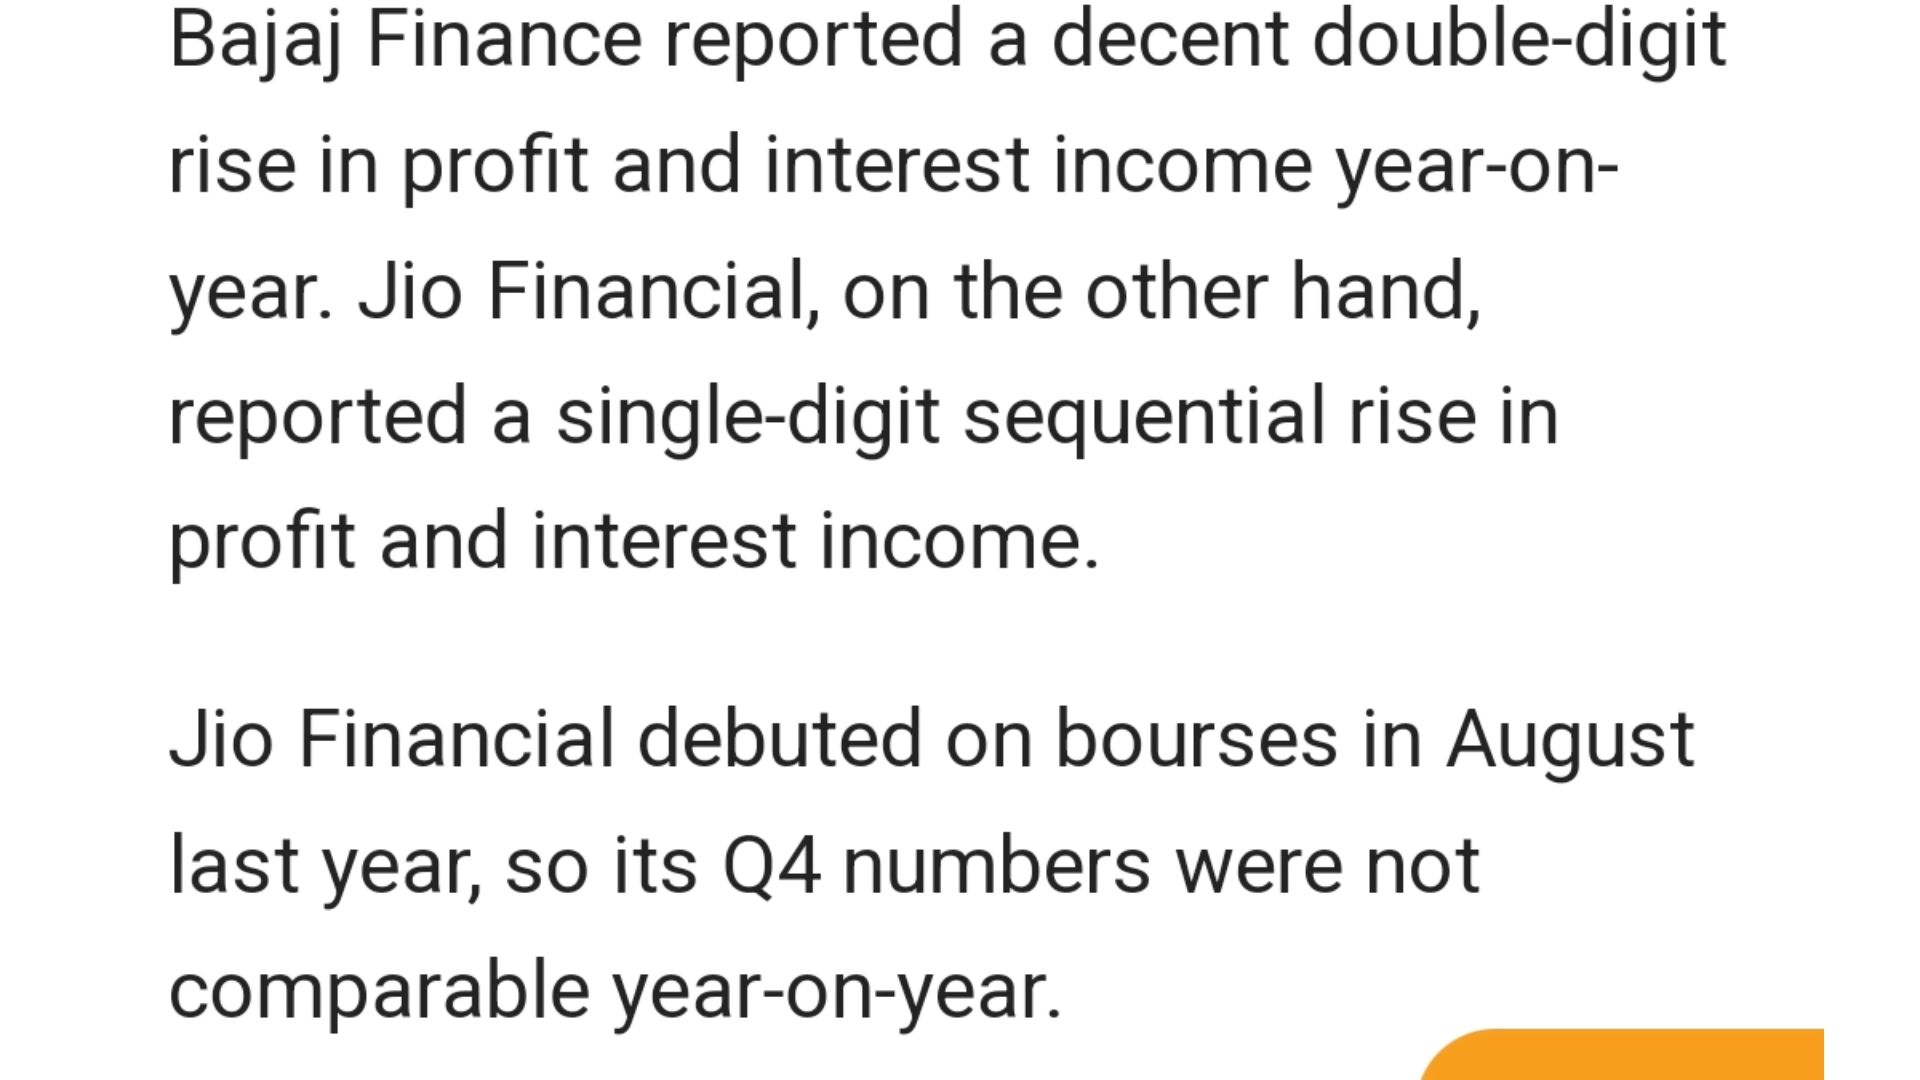 Bajaj Finance reported a decent double-digit
rise in profit and interest income year-on-
year. Jio Financial, on the other hand,
reported a single-digit sequential rise in
profit and interest income.
Jio Financial debuted on bourses in August
last year, so its Q4 numbers were not
comparable year-on-year.